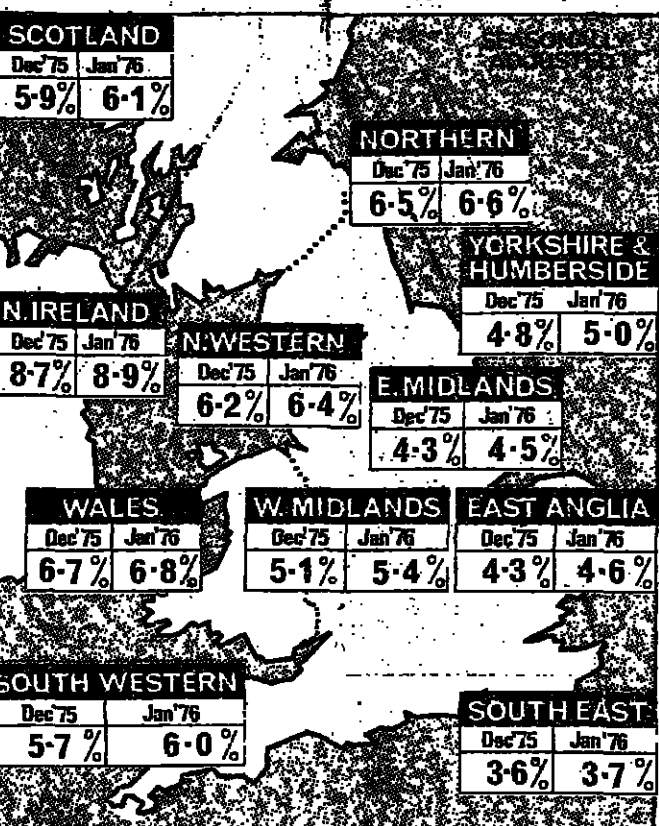 SCOTLAND
Dec'75 Jan'76
5·9% 6·1%
SEASONALLY
ADJUSTED
NORTHERN
Dec'75 Jan'76
6·5% 6·6%
YORKSHIRE &
HUMBERSIDE
Dec'75 Jan'76
4·8% 5·0%
N.IRELAND
Dec'75 Jan'76
8·7% 8·9%
N.WESTERN
Dec'75 Jan'76
6·2% 6·4%
E.MIDLANDS
Dec'75 Jan'76
4·3% 4·5%
WALES
Dec'75 Jan'76
6·7% 6·8%
W.MIDLANDS
Dec'75 Jan'76
5·1% 5·4%
EAST ANGLIA
Dec'75 Jan'76
4·3% 4·6%
SOUTH WESTERN
Dec'75 Jan'76
5·7% 6·0%
SOUTH EAST
Dec'75 Jan'76
3·6% 3·7%